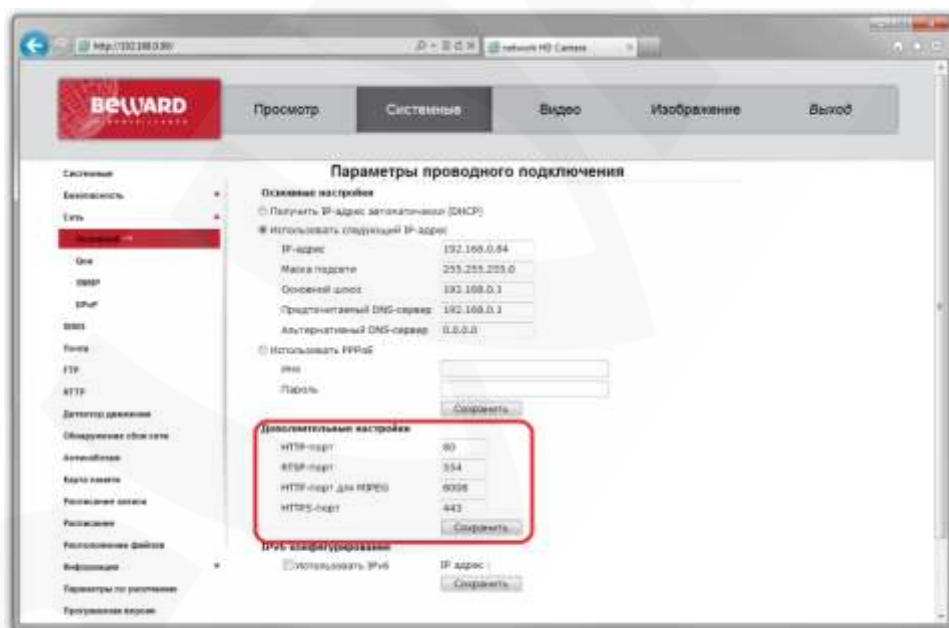 http://192.168.0.99/
network HD Camera
BEWARD
Просмотр
Системные
Видео
Изображение
Выход
Параметры проводного подключения
Системные
Безопасность
Сеть
Qos
SNMP
UPnP
DDNS
Почта
FTP
HTTP
Детектор движения
Обнаружение сбоя сети
Антисаботаж
Карта памяти
Расписание записи
Расписание
Расположение файлов
Информация
Параметры по умолчанию
Программная версия
Основные настройки
Получить IP-адрес автоматически (DHCP)
Использовать следующий IP-адрес
IP-адрес 192.168.0.84
Маска подсети 255.255.255.0
Основной шлюз 192.168.0.1
Предпочитаемый DNS-сервер 192.168.0.1
Альтернативный DNS-сервер 0.0.0.0
Использовать PPPoE
Имя
Пароль
Сохранить
Дополнительные настройки
HTTP-порт 80
RTSP-порт 554
HTTP-порт для MJPEG 8008
HTTPS-порт 443
Сохранить
IPv6 конфигурирование
Использовать IPv6 IP адрес :
Сохранить